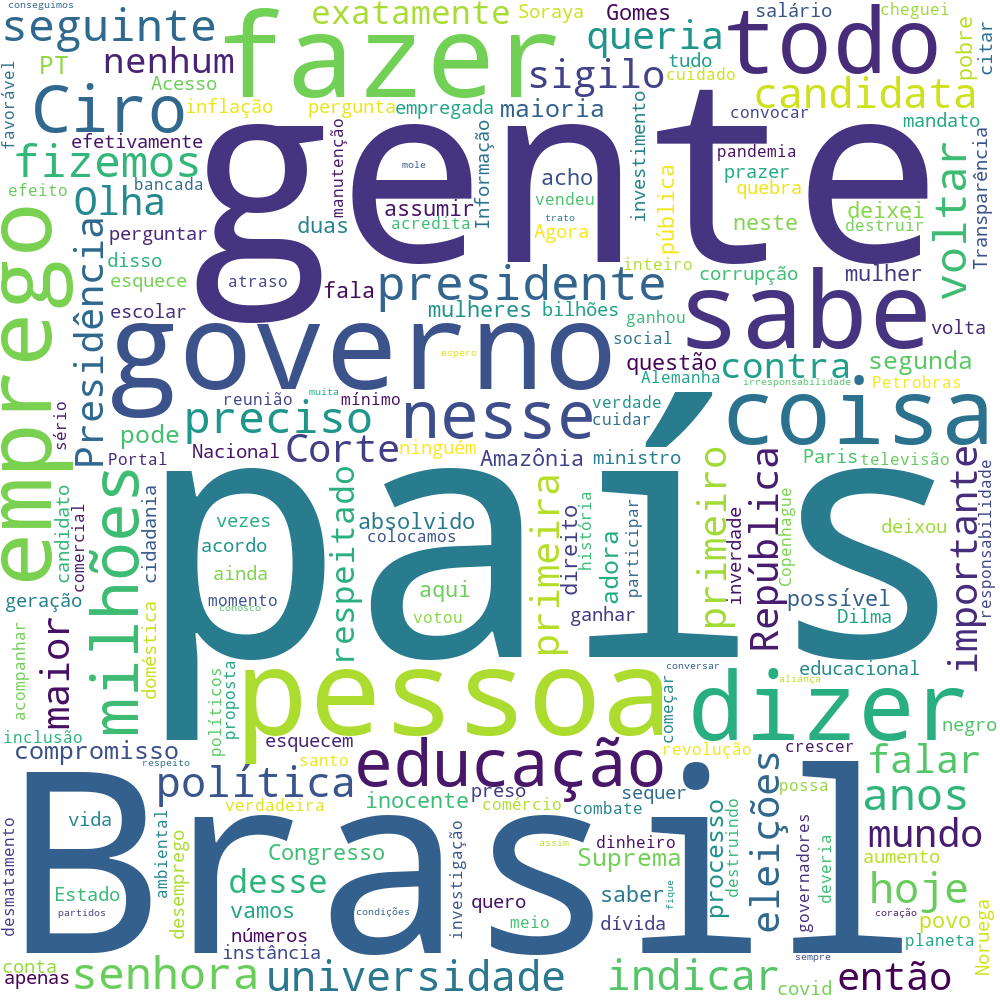 conseguimos
seguinte
fazer
exatamente
Soraya
Gomes
queria
salário
todo
cheguei
citar
pobre
favorável
PT
nenhum
Acesso
sigilo
tudo
cuidado
candidata
Ciro
inflação
pergunta
empregada
maioria
convocar
mandato
efetivamente
manutenção
gente
investimento
pandemia
Transparência
fizemos
bancada
mole
Informação
acho
prazer
efeito
Olha
assumir
vendeu
quebra
voltar
emprego
Presidência
perguntar
duas
acredita
trato
Agora
pública
neste
deixei
destruir
disso
inteiro
esquece
atraso
presidente
corrupção
mulher
escolar
fala
mulheres
bilhões
ganhou
sabe
volta
governo
social
questão
contra
segunda
espero
Alemanha
irresponsabilidade
Petrobras
sério
reunião
muita
mínimo
nesse
verdade
coisa
preciso
cuidar
pode
Nacional
Corte
ninguém
Amazônia
ministro
Paris
televisão
Portal
candidato
comercial
milhões
cidadania
país
vezes
respeitado
absolvido
colocamos
história
primeira
direito
adora
participar
primeiro
inverdade
República
Copenhague
deixou
importante
responsabilidade
acordo
ainda
aqui
momento
conosco
votou
ganhar
possível
Dilma
geração
acompanhar
maior
doméstica
conversar
educacional
pessoa
começar
aliança
dizer
negro
inclusão
políticos
proposta
esquecem
santo
revolução
crescer
compromisso
respeito
educação
falar
política
preso
sequer
possa
eleições
anos
Brasil
verdadeira
inocente
comércio
combate
destruindo
processo
vida
ambiental
desemprego
desmatamento
Congresso
investigação
assim
dinheiro
Suprema
governadores
deveria
mundo
aumento
Estado
desse
condições
quero
saber
fique
hoje
partidos
vamos
meio
dívida
coração
povo
números
instância
sempre
planeta
Noruega
conta
apenas
senhora
universidade
indicar
covid
então